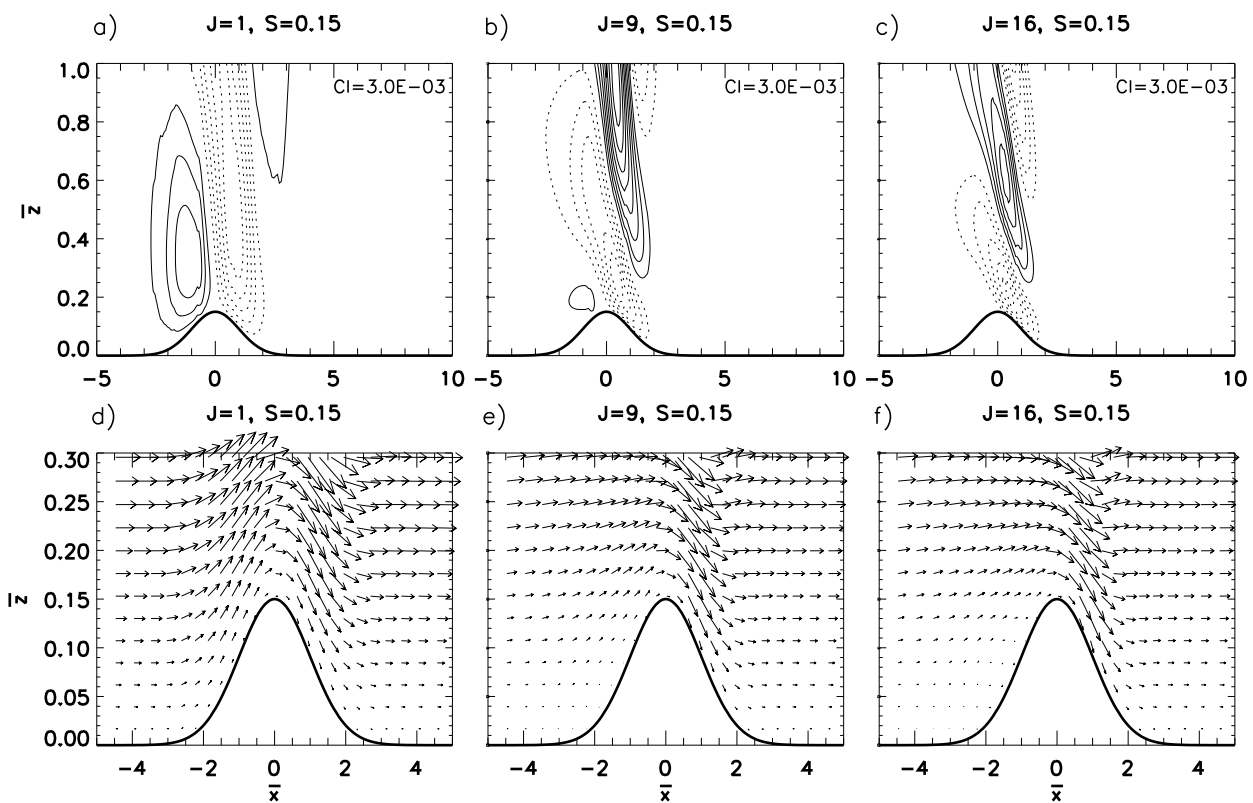 a) J=1, S=0.15
b) J=9, S=0.15
c) J=16, S=0.15
CI=3.0E−03
CI=3.0E−03
CI=3.0E−03
1.0
0.8
0.6
0.4
0.2
0.0
z
−5 0 5 10
−5 0 5 10
−5 0 5 10
d) J=1, S=0.15
e) J=9, S=0.15
f) J=16, S=0.15
0.30
0.25
0.20
0.15
0.10
0.05
0.00
z
−4 −2 0 2 4
−4 −2 0 2 4
−4 −2 0 2 4
x
x
x